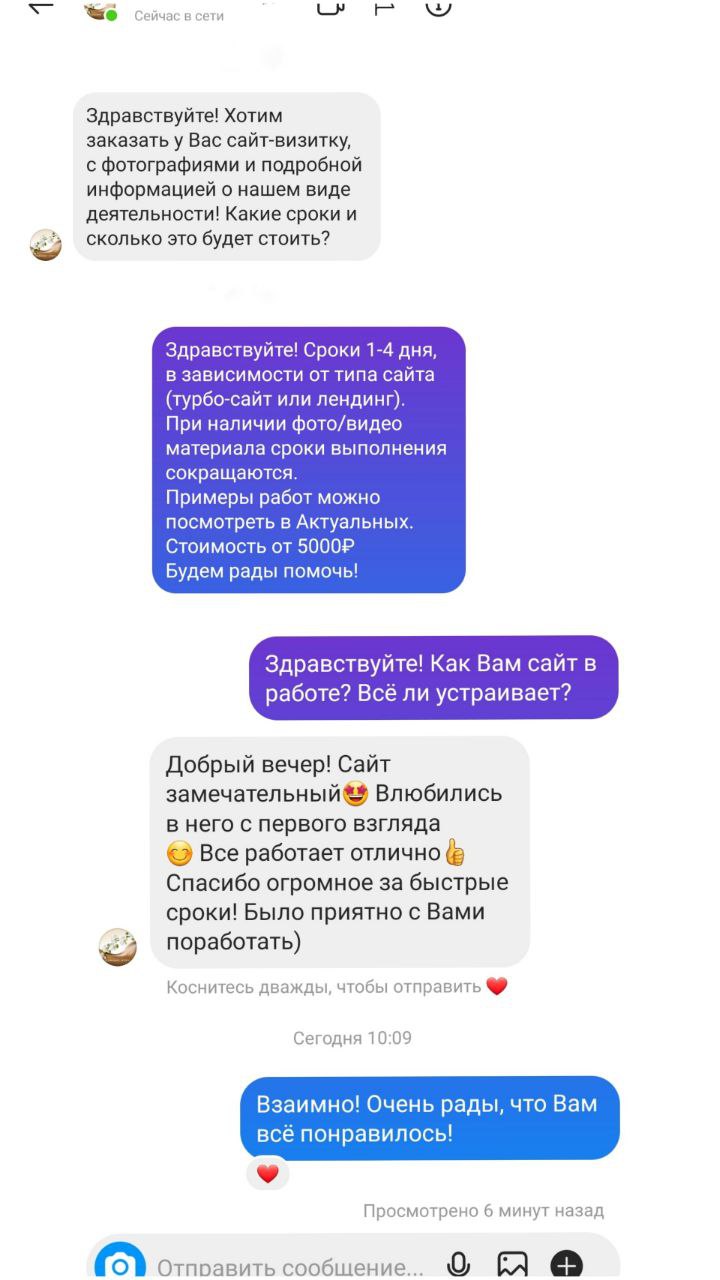 Сейчас в сети
Здравствуйте! Хотим
заказать у Вас сайт-визитку,
с фотографиями и подробной
информацией о нашем виде
деятельности! Какие сроки и
сколько это будет стоить?
Здравствуйте! Сроки 1-4 дня,
в зависимости от типа сайта
(турбо-сайт или лендинг).
При наличии фото/видео
материала сроки выполнения
сокращаются.
Примеры работ можно
посмотреть в Актуальных.
Стоимость от 5000₽
Будем рады помочь!
Здравствуйте! Как Вам сайт в
работе? Всё ли устраивает?
Добрый вечер! Сайт
замечательный🤩 Влюбились
в него с первого взгляда
😊 Все работает отлично👍
Спасибо огромное за быстрые
сроки! Было приятно с Вами
поработать)
Коснитесь дважды, чтобы отправить ❤️
Сегодня 10:09
Взаимно! Очень рады, что Вам
всё понравилось!
❤️
Просмотрено 6 минут назад
Отправить сообщение...